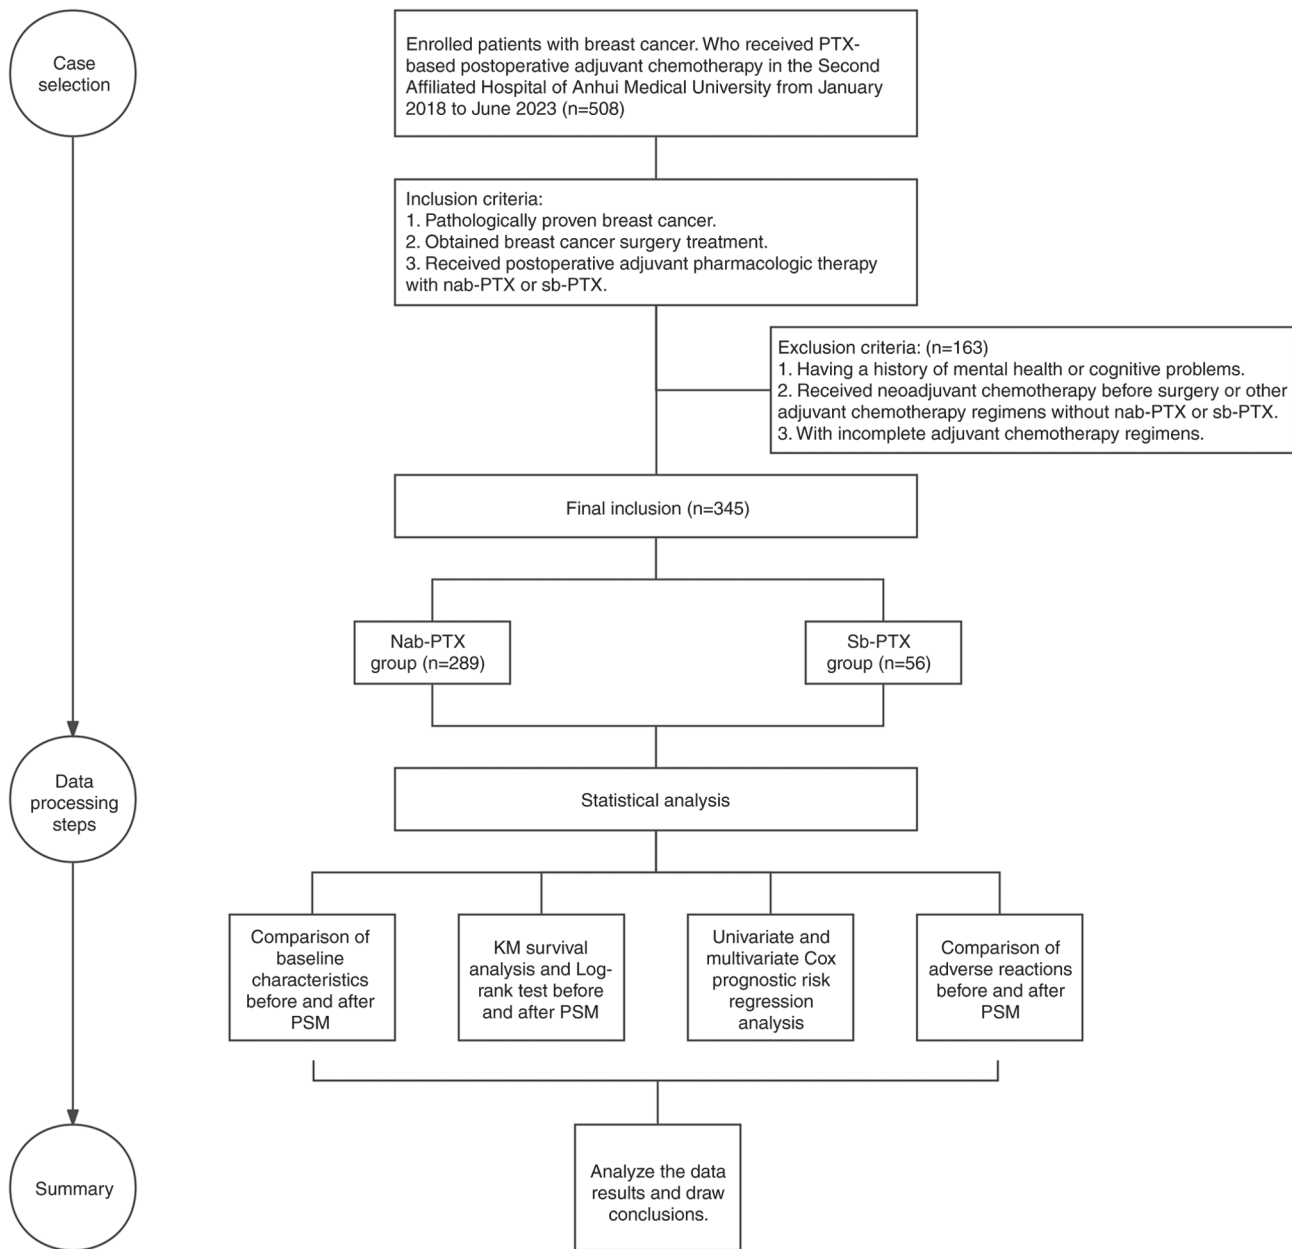 Case
selection
Enrolled patients with breast cancer. Who received PTX-
based postoperative adjuvant chemotherapy in the Second
Affiliated Hospital of Anhui Medical University from January
2018 to June 2023 (n=508)
Inclusion criteria:
1. Pathologically proven breast cancer.
2. Obtained breast cancer surgery treatment.
3. Received postoperative adjuvant pharmacologic therapy
with nab-PTX or sb-PTX.
Exclusion criteria: (n=163)
1. Having a history of mental health or cognitive problems.
2. Received neoadjuvant chemotherapy before surgery or other
adjuvant chemotherapy regimens without nab-PTX or sb-PTX.
3. With incomplete adjuvant chemotherapy regimens.
Final inclusion (n=345)
Nab-PTX
group (n=289)
Sb-PTX
group (n=56)
Data
processing
steps
Statistical analysis
Comparison of
baseline
characteristics
before and after
PSM
KM survival
analysis and Log-
rank test before
and after PSM
Univariate and
multivariate Cox
prognostic risk
regression
analysis
Comparison of
adverse reactions
before and after
PSM
Summary
Analyze the data
results and draw
conclusions.